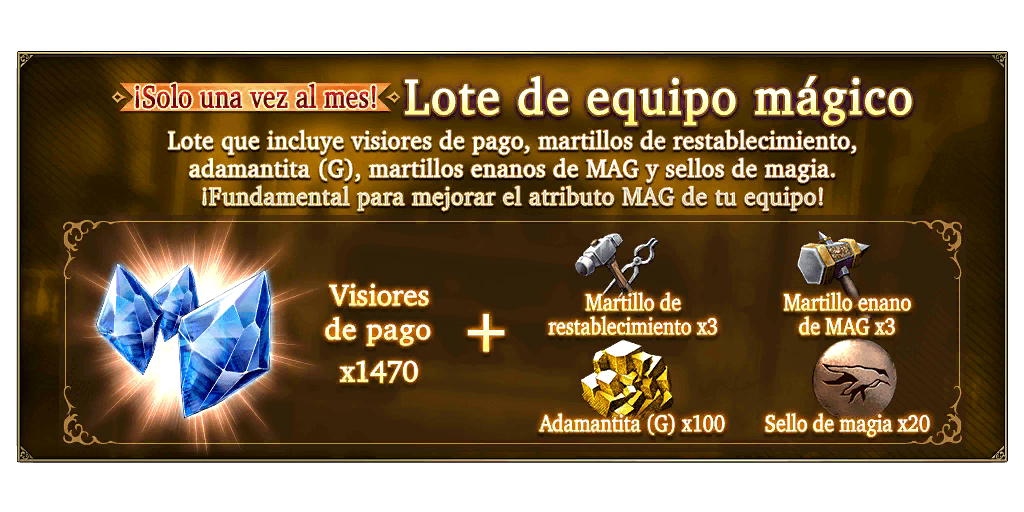 ¡Solo una vez al mes!
Lote de equipo mágico
Lote que incluye visiores de pago, martillos de restablecimiento,
adamantita (G), martillos enanos de MAG y sellos de magia.
¡Fundamental para mejorar el atributo MAG de tu equipo!
Visiores
de pago
x1470
+
Martillo de
restablecimiento x3
Martillo enano
de MAG x3
Adamantita (G) x100
Sello de magia x20